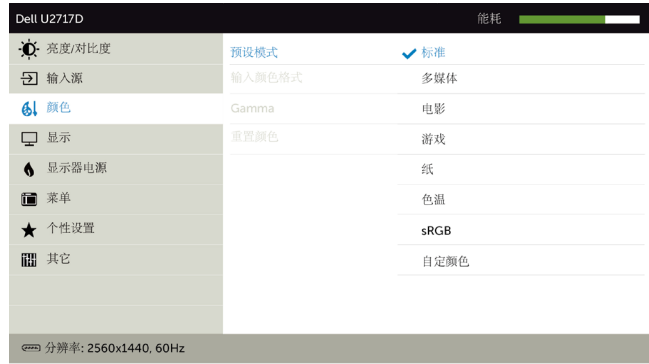 Dell U2717D 能耗
亮度/对比度 预设模式 标准
输入源 输入颜色格式 多媒体
颜色 Gamma 电影
显示 重置颜色 游戏
显示器电源 纸
菜单 色温
个性设置 sRGB
其它 自定颜色
分辨率: 2560x1440, 60Hz